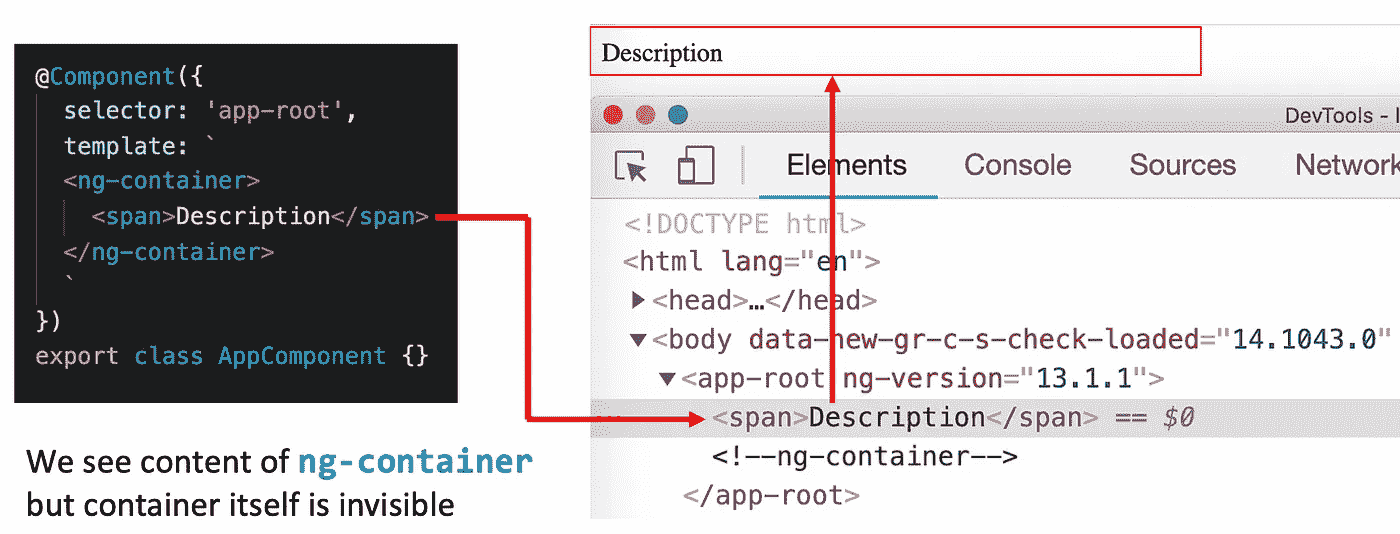 @Component({
selector: 'app-root',
template: `
<ng-container>
<span>Description</span>
</ng-container>
`
})
export class AppComponent {}
We see content of ng-container
but container itself is invisible
Description
DevTools - l
Elements Console Sources Network
<!DOCTYPE html>
<html lang="en">
▶<head>…</head>
▼<body data-new-gr-c-s-check-loaded="14.1043.0"
▼<app-root ng-version="13.1.1">
<span>Description</span> == $0
<!--ng-container-->
</app-root>